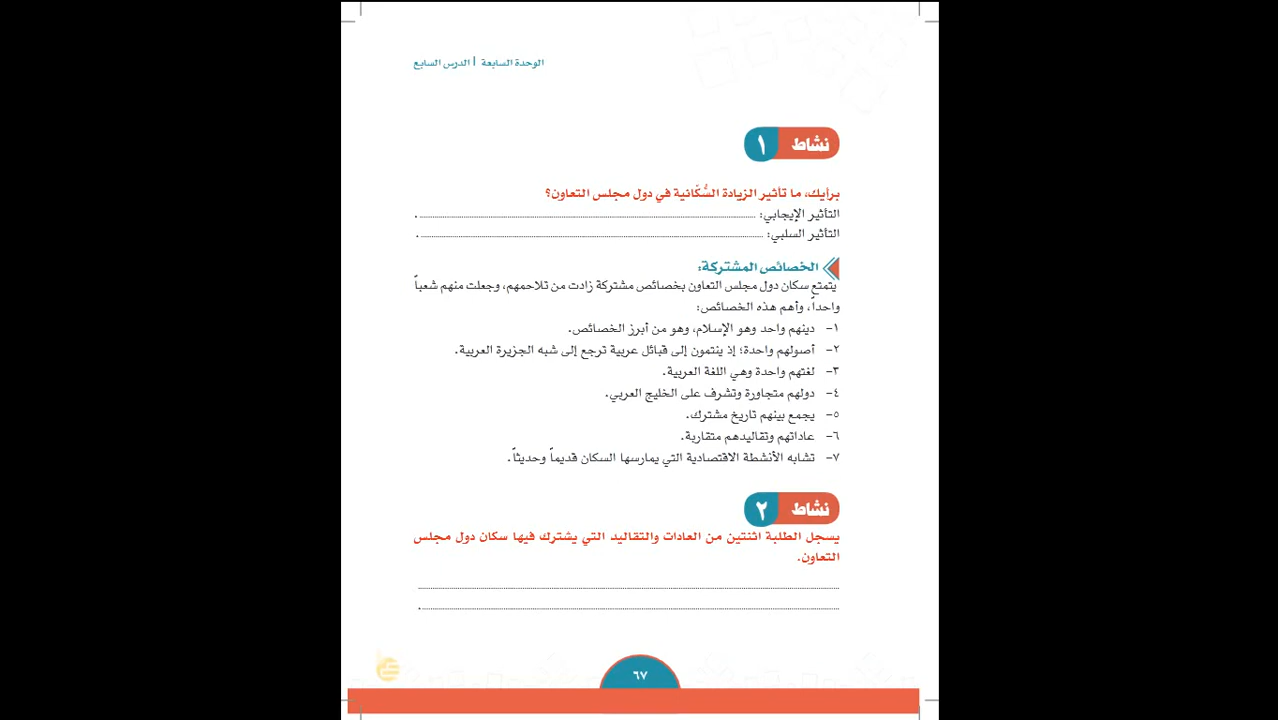 الوحدة السابعة | الدرس السابع
نشاط ١
برأيك، ما تأثير الزيادة السُّكّانية في دول مجلس التعاون؟
التأثير الإيجابي: .
التأثير السلبي: .
الخصائص المشتركة:
يتمتع سكان دول مجلس التعاون بخصائص مشتركة زادت من تلاحمهم، وجعلت منهم شعباً
واحداً، وأهم هذه الخصائص:
١- دينهم واحد وهو الإسلام، وهو من أبرز الخصائص.
٢- أصولهم واحدة؛ إذ ينتمون إلى قبائل عربية ترجع إلى شبه الجزيرة العربية.
٣- لغتهم واحدة وهي اللغة العربية.
٤- دولهم متجاورة وتشرف على الخليج العربي.
٥- يجمع بينهم تاريخ مشترك.
٦- عاداتهم وتقاليدهم متقاربة.
٧- تشابه الأنشطة الاقتصادية التي يمارسها السكان قديماً وحديثاً.
نشاط ٢
يسجل الطلبة اثنتين من العادات والتقاليد التي يشترك فيها سكان دول مجلس
التعاون.
٦٧